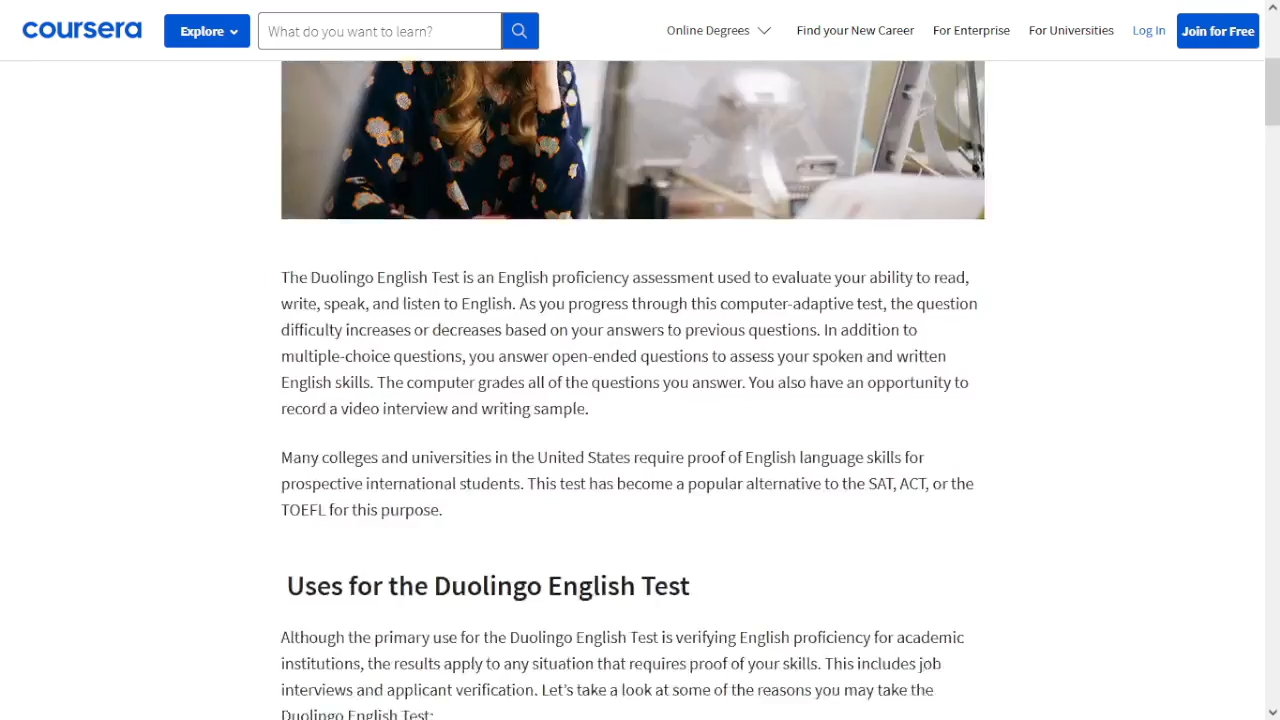 coursera
Explore
What do you want to learn?
Online Degrees
Find your New Career
For Enterprise
For Universities
Log In
Join for Free
The Duolingo English Test is an English proficiency assessment used to evaluate your ability to read,
write, speak, and listen to English. As you progress through this computer-adaptive test, the question
difficulty increases or decreases based on your answers to previous questions. In addition to
multiple-choice questions, you answer open-ended questions to assess your spoken and written
English skills. The computer grades all of the questions you answer. You also have an opportunity to
record a video interview and writing sample.
Many colleges and universities in the United States require proof of English language skills for
prospective international students. This test has become a popular alternative to the SAT, ACT, or the
TOEFL for this purpose.
Uses for the Duolingo English Test
Although the primary use for the Duolingo English Test is verifying English proficiency for academic
institutions, the results apply to any situation that requires proof of your skills. This includes job
interviews and applicant verification. Let’s take a look at some of the reasons you may take the
Duolingo English Test: